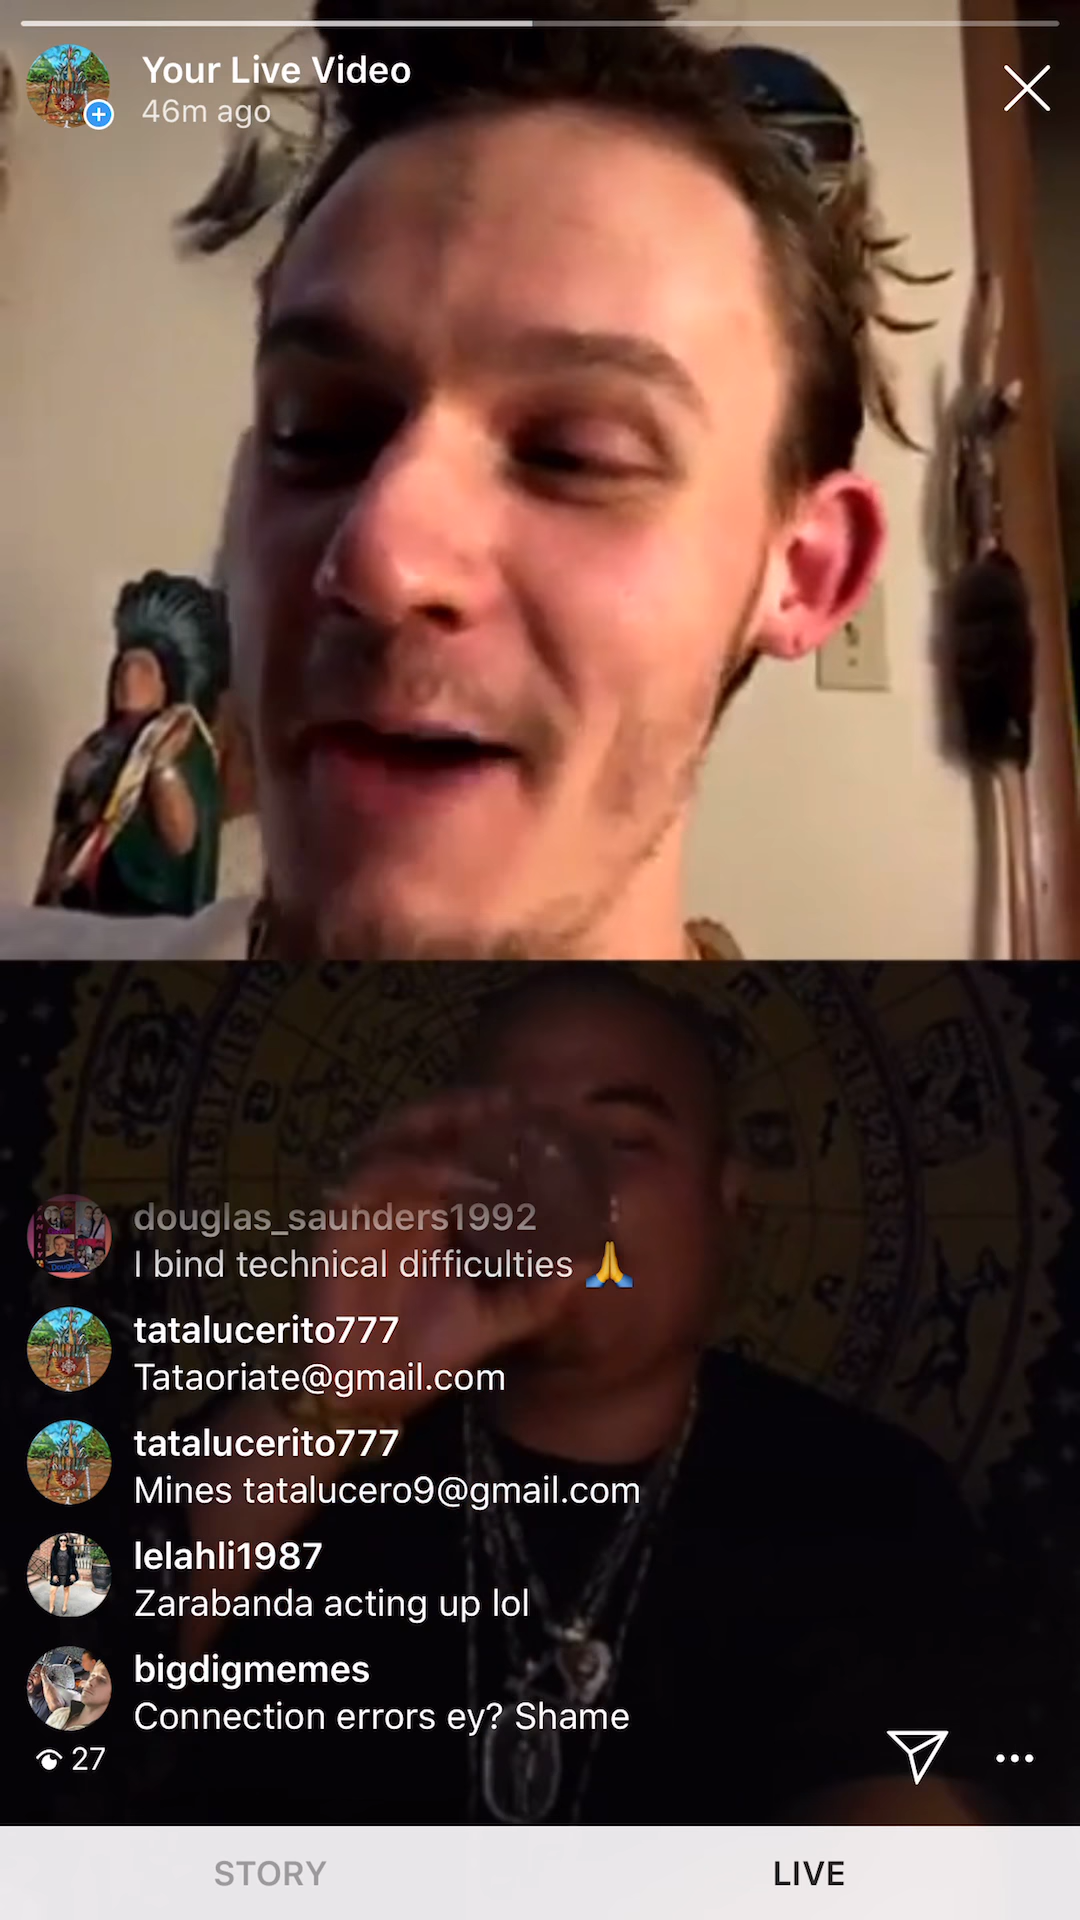 Your Live Video
46m ago
douglas_saunders1992
I bind technical difficulties 🙏
tatalucerito777
Tataoriate@gmail.com
tatalucerito777
Mines tatalucero9@gmail.com
lelahli1987
Zarabanda acting up lol
bigdigmemes
Connection errors ey? Shame
27
STORY
LIVE